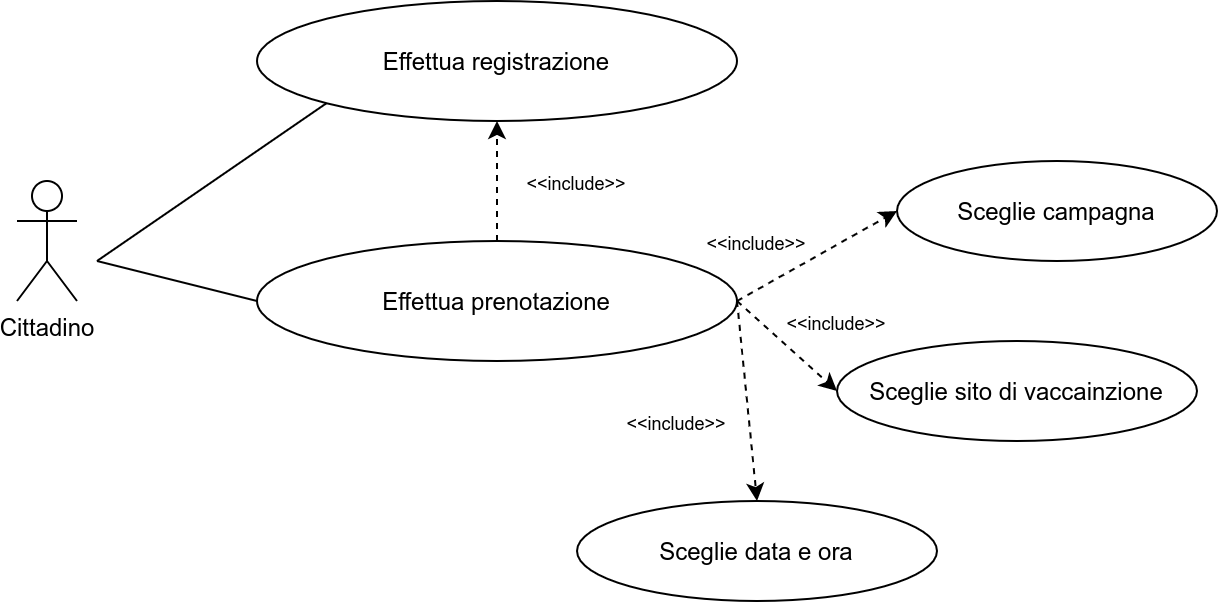 Effettua registrazione
<<include>>
Sceglie campagna
<<include>>
Effettua prenotazione
Cittadino
<<include>>
Sceglie sito di vaccainzione
<<include>>
Sceglie data e ora